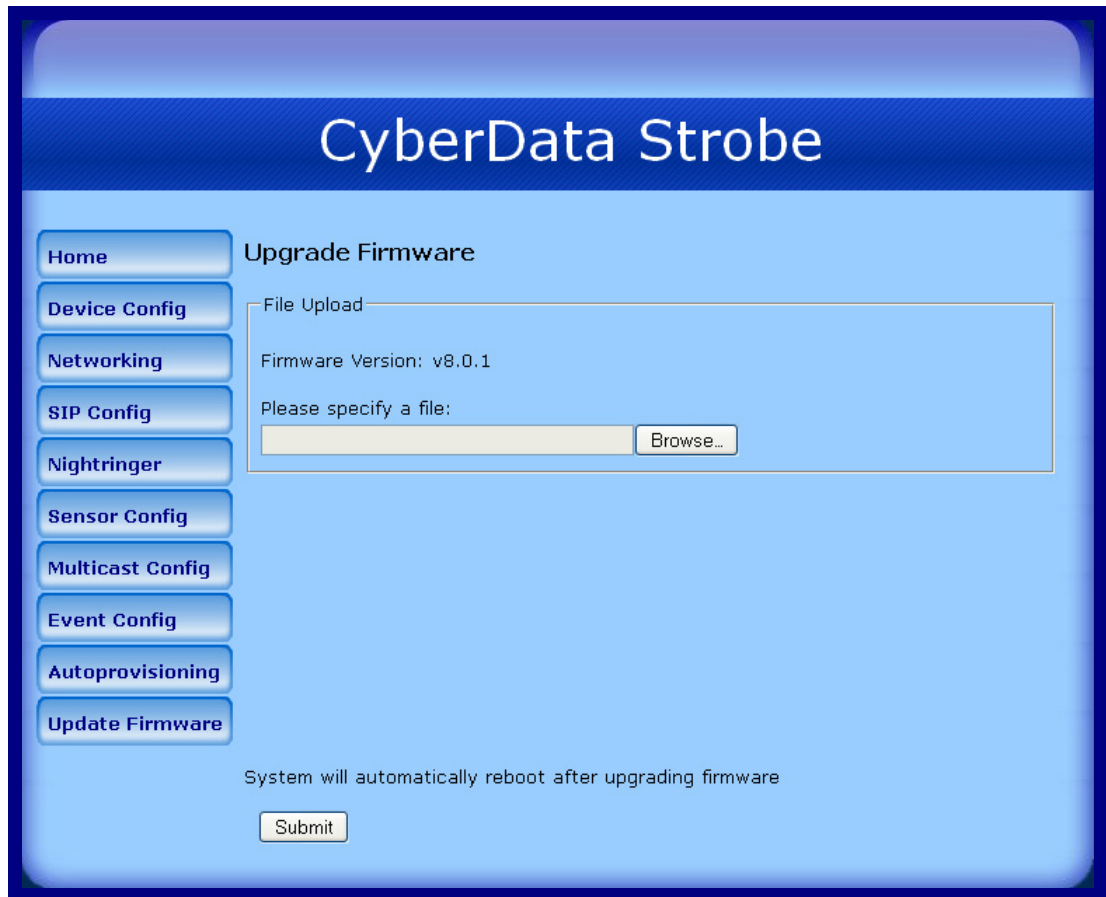 CyberData Strobe
Home
Device Config
Networking
SIP Config
Nightringer
Sensor Config
Multicast Config
Event Config
Autoprovisioning
Update Firmware
Upgrade Firmware
File Upload
Firmware Version: v8.0.1
Please specify a file:
Browse...
System will automatically reboot after upgrading firmware
Submit